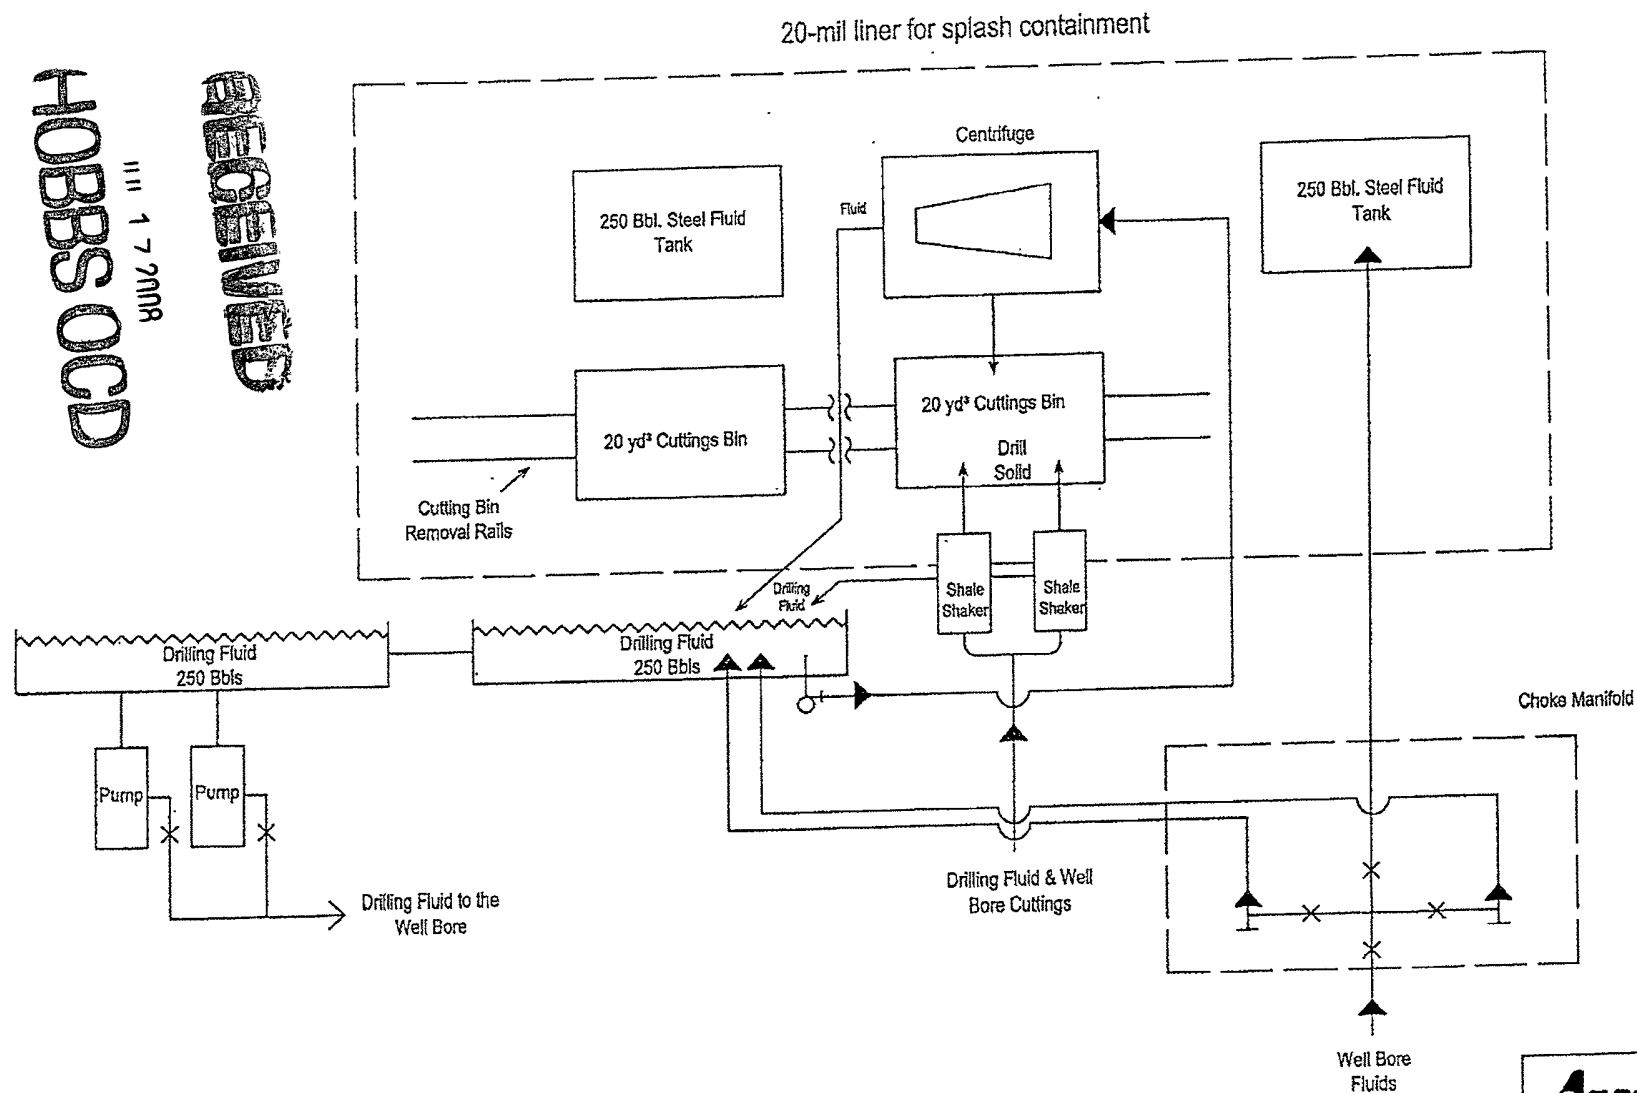 20-mil liner for splash containment
RECEIVED
HOBBS OCD
1 7 2008
Centrifuge
250 Bbl. Steel Fluid
Tank
Fluid
250 Bbl. Steel Fluid
Tank
20 yd³ Cuttings Bin
20 yd³ Cuttings Bin
Drill
Solid
Cutting Bin
Removal Rails
Drilling
Fluid
Shale
Shaker
Shale
Shaker
Drilling Fluid
250 Bbls
Drilling Fluid
250 Bbls
Choke Manifold
Pump
Pump
Drilling Fluid to the
Well Bore
Drilling Fluid & Well
Bore Cuttings
Well Bore
Fluids